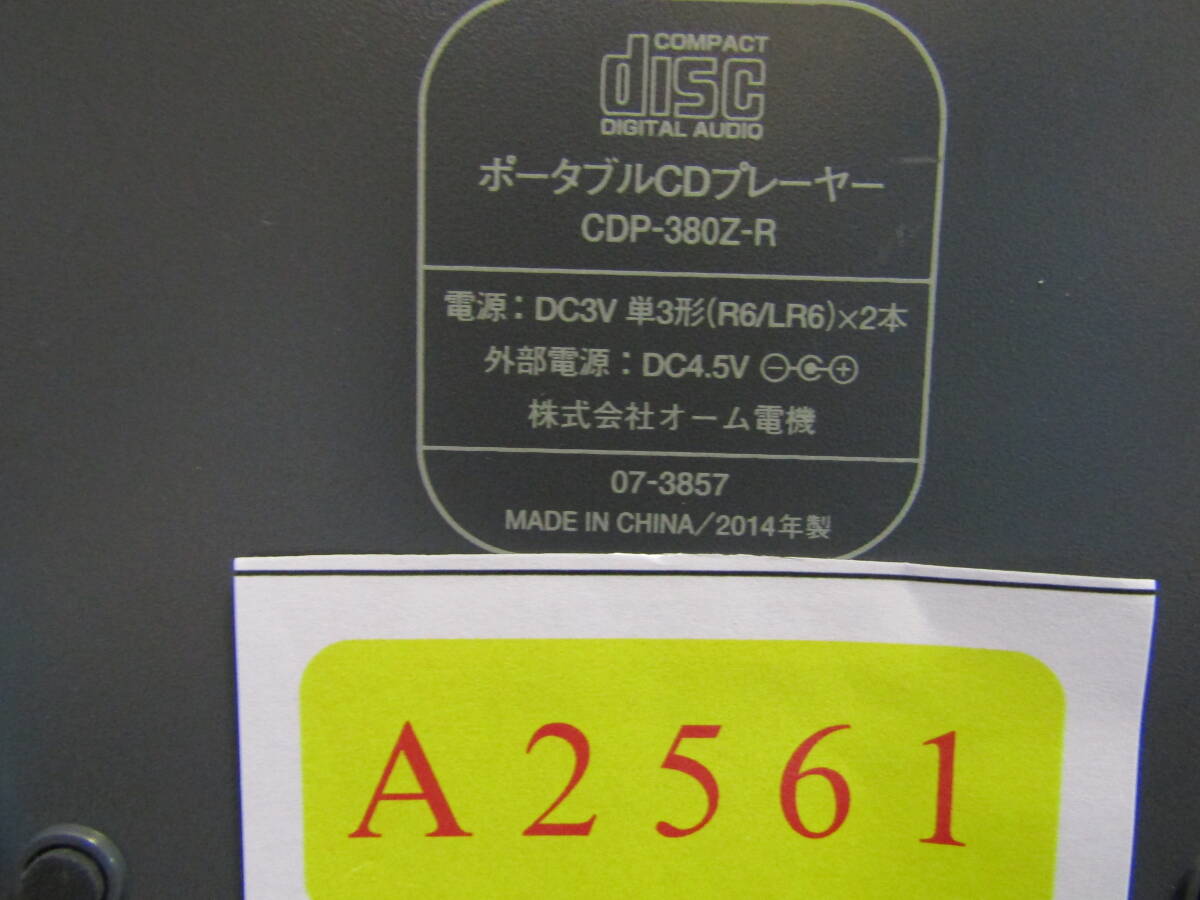 COMPACT
disc
DIGITAL AUDIO
ポータブルCDプレーヤー
CDP-380Z-R
電源：DC3V 単3形(R6/LR6)×2本
外部電源：DC4.5V ⊖-C-⊕
株式会社オーム電機
07-3857
MADE IN CHINA/2014年製
A2561